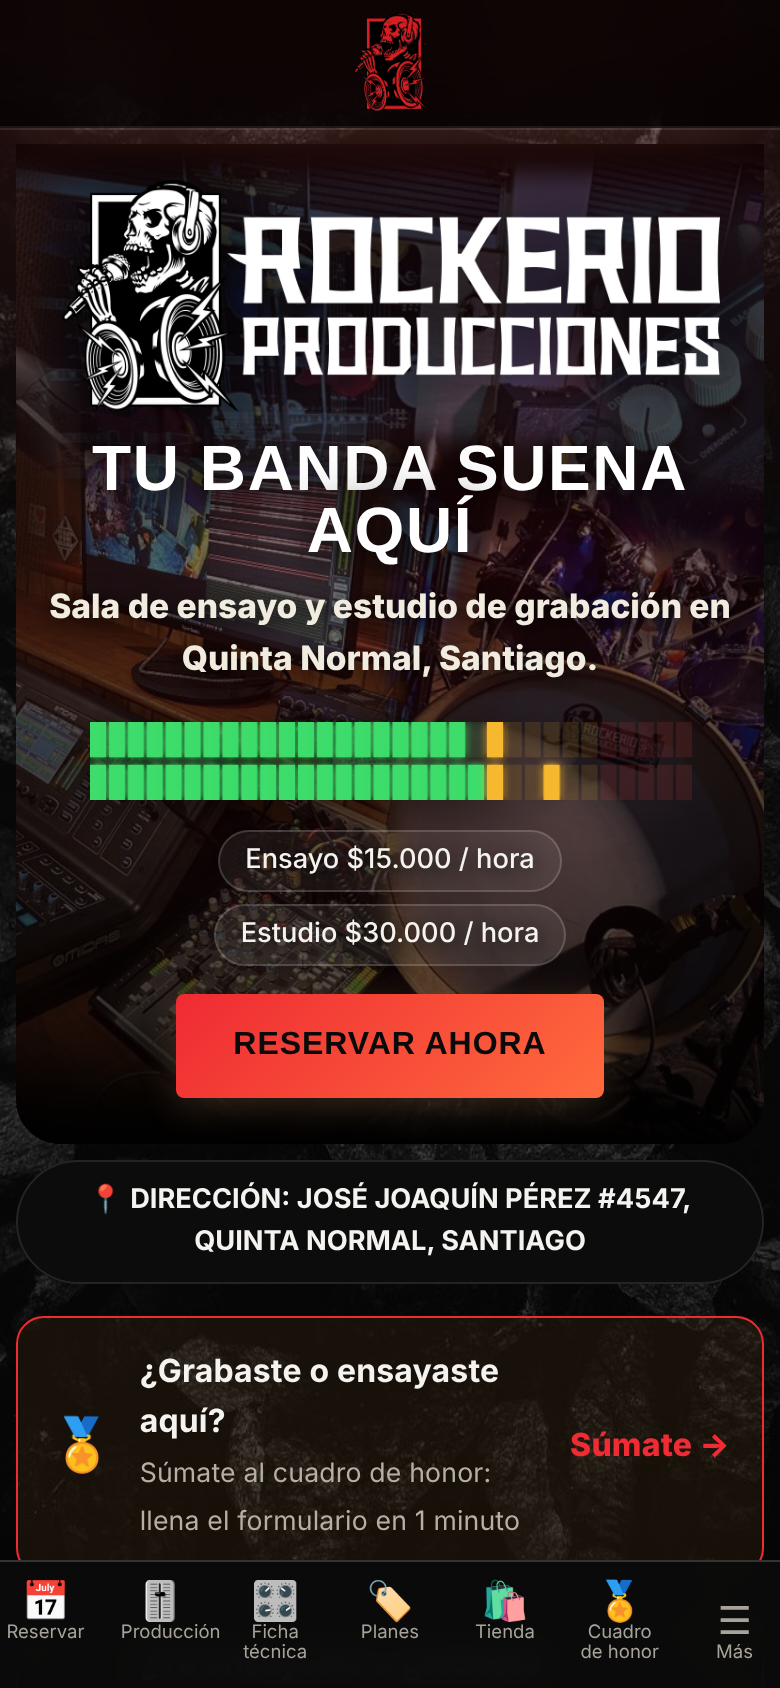 ROCKERIO
PRODUCCIONES
TU BANDA SUENA
AQUÍ
Sala de ensayo y estudio de grabación en
Quinta Normal, Santiago.
Ensayo $15.000 / hora
Estudio $30.000 / hora
RESERVAR AHORA
📍 DIRECCIÓN: JOSÉ JOAQUÍN PÉREZ #4547,
QUINTA NORMAL, SANTIAGO
¿Grabaste o ensayaste
aquí?
Súmate al cuadro de honor:
llena el formulario en 1 minuto
Súmate →
July
17
Reservar
Producción
Ficha
técnica
Planes
Tienda
Cuadro
de honor
Más